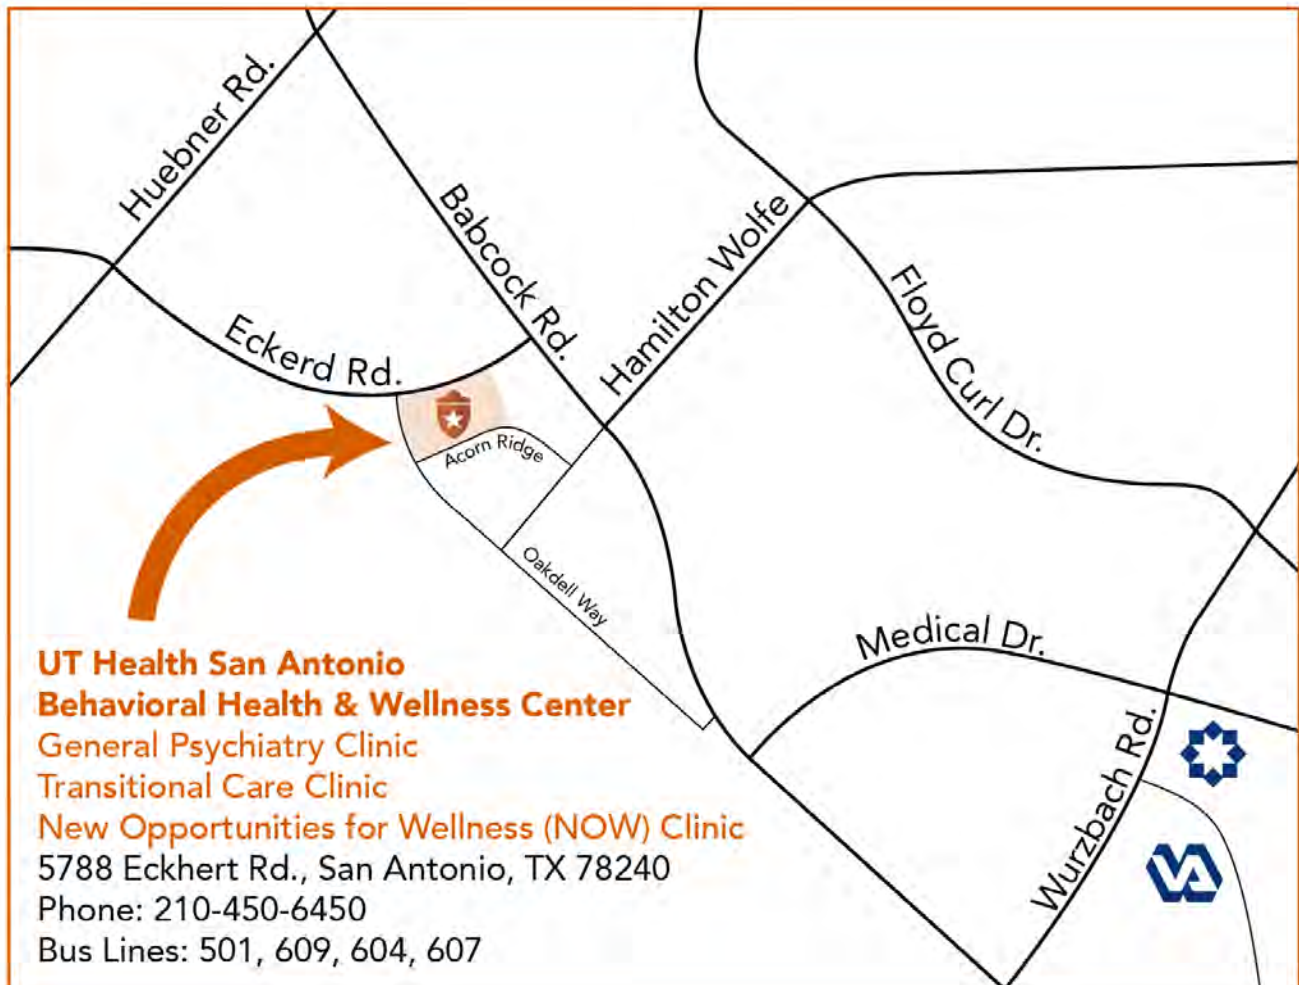 Huebner Rd.
Babcock Rd.
Hamilton Wolfe
Floyd Curl Dr.
Eckerd Rd.
Acorn Ridge
Oakdell Way
Medical Dr.
Wurzbach Rd.
VA
UT Health San Antonio
Behavioral Health & Wellness Center
General Psychiatry Clinic
Transitional Care Clinic
New Opportunities for Wellness (NOW) Clinic
5788 Eckhert Rd., San Antonio, TX 78240
Phone: 210-450-6450
Bus Lines: 501, 609, 604, 607